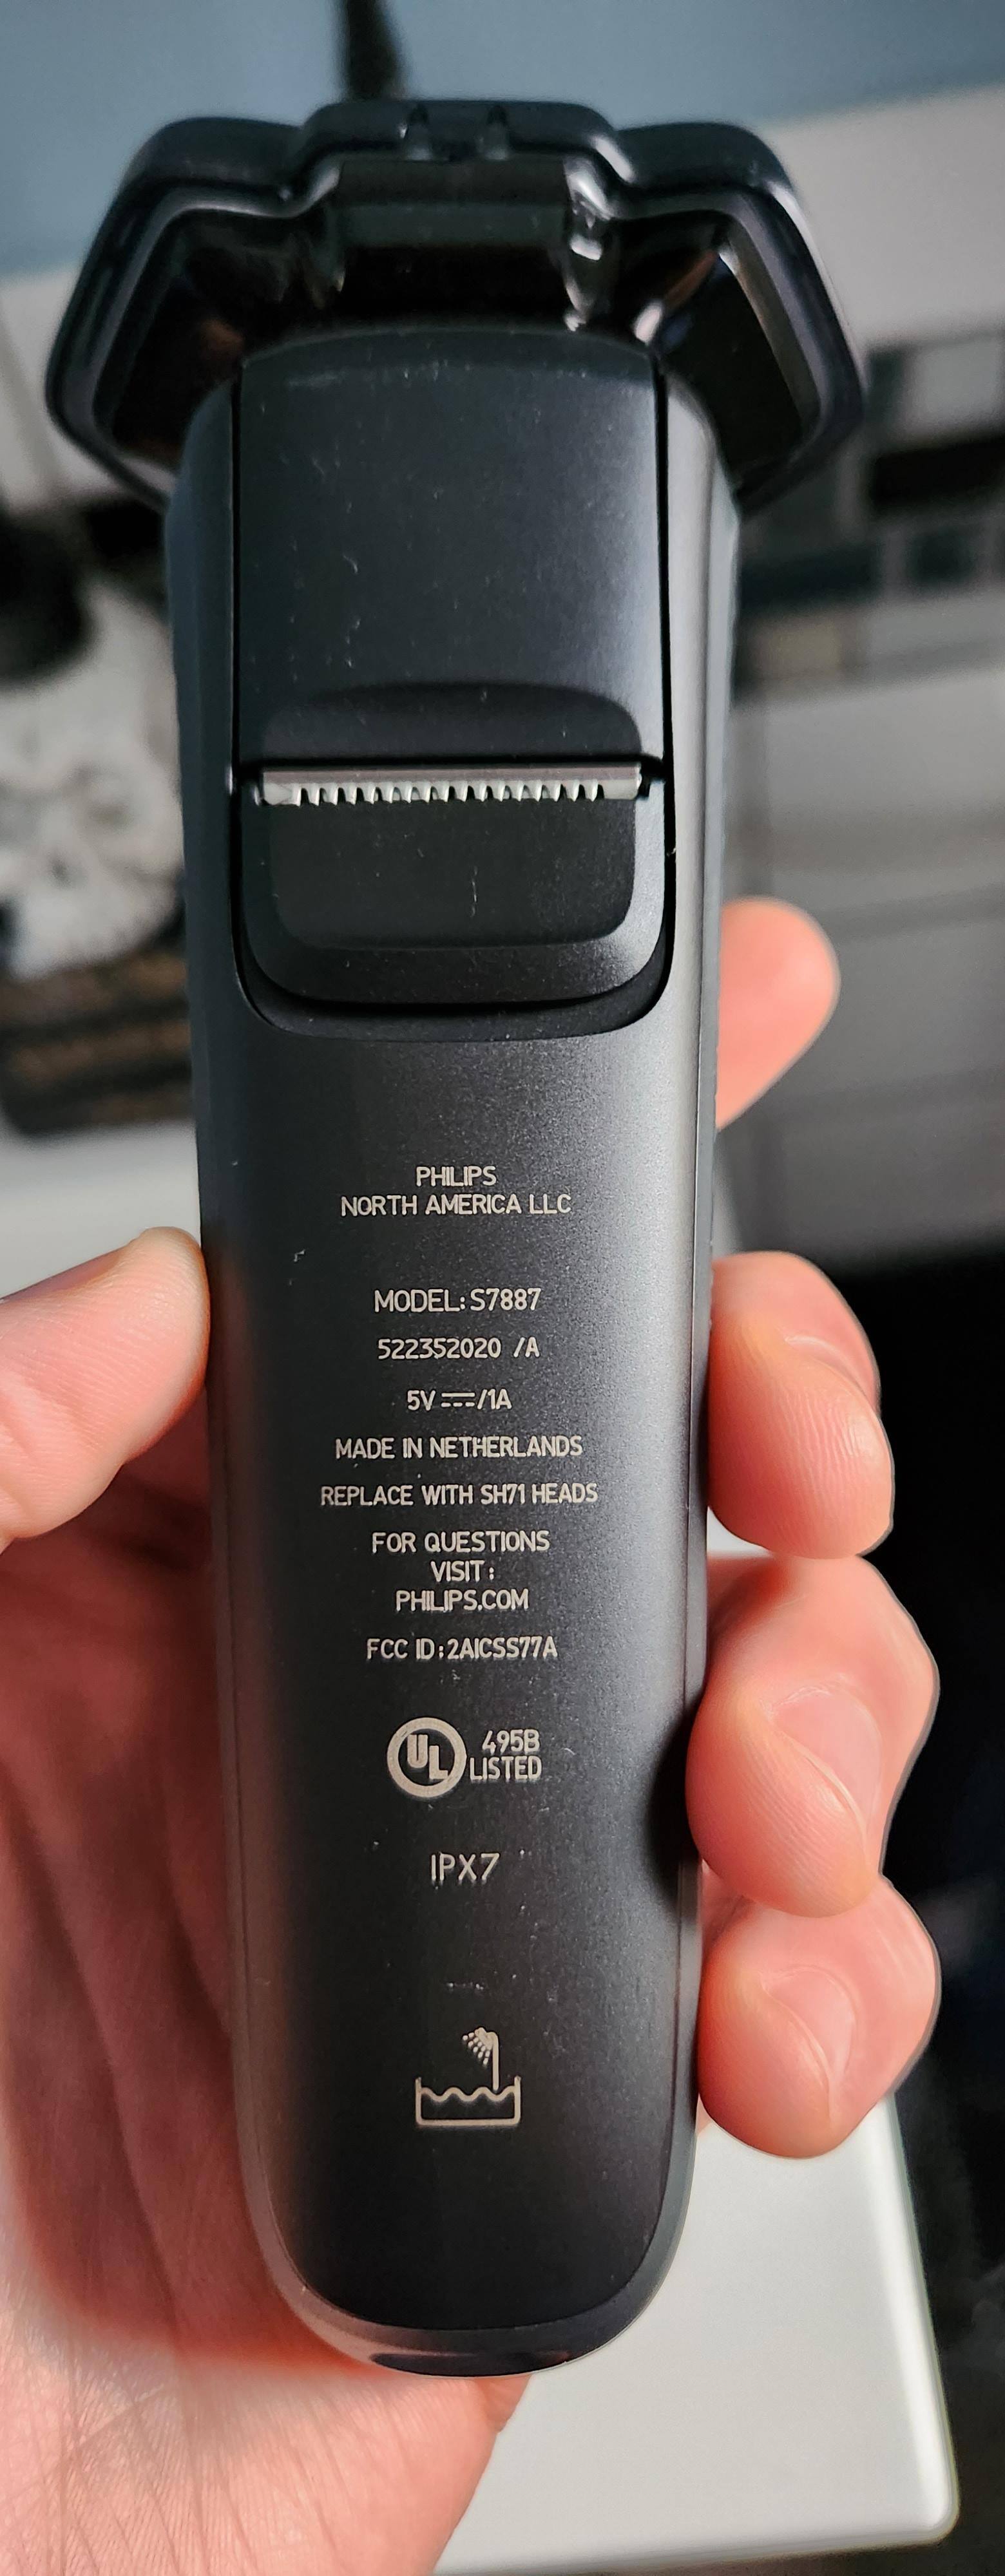 PHILIPS
NORTH AMERICA LLC
MODEL: S7887
522352020 /A
5V ⎓/1A
MADE IN NETHERLANDS
REPLACE WITH SH71 HEADS
FOR QUESTIONS
VISIT:
PHILIPS.COM
FCC ID:2AICSS77A
UL 495B
LISTED
IPX7